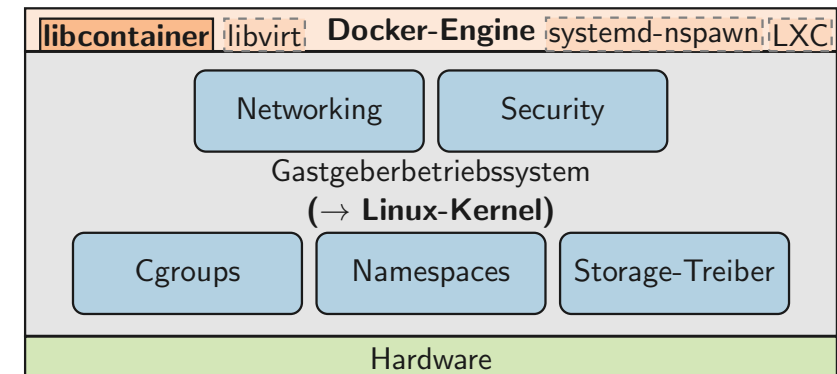 libcontainer libvirt Docker-Engine systemd-nspawn LXC
Networking Security
Gastgeberbetriebssystem
(→ Linux-Kernel)
Cgroups Namespaces Storage-Treiber
Hardware